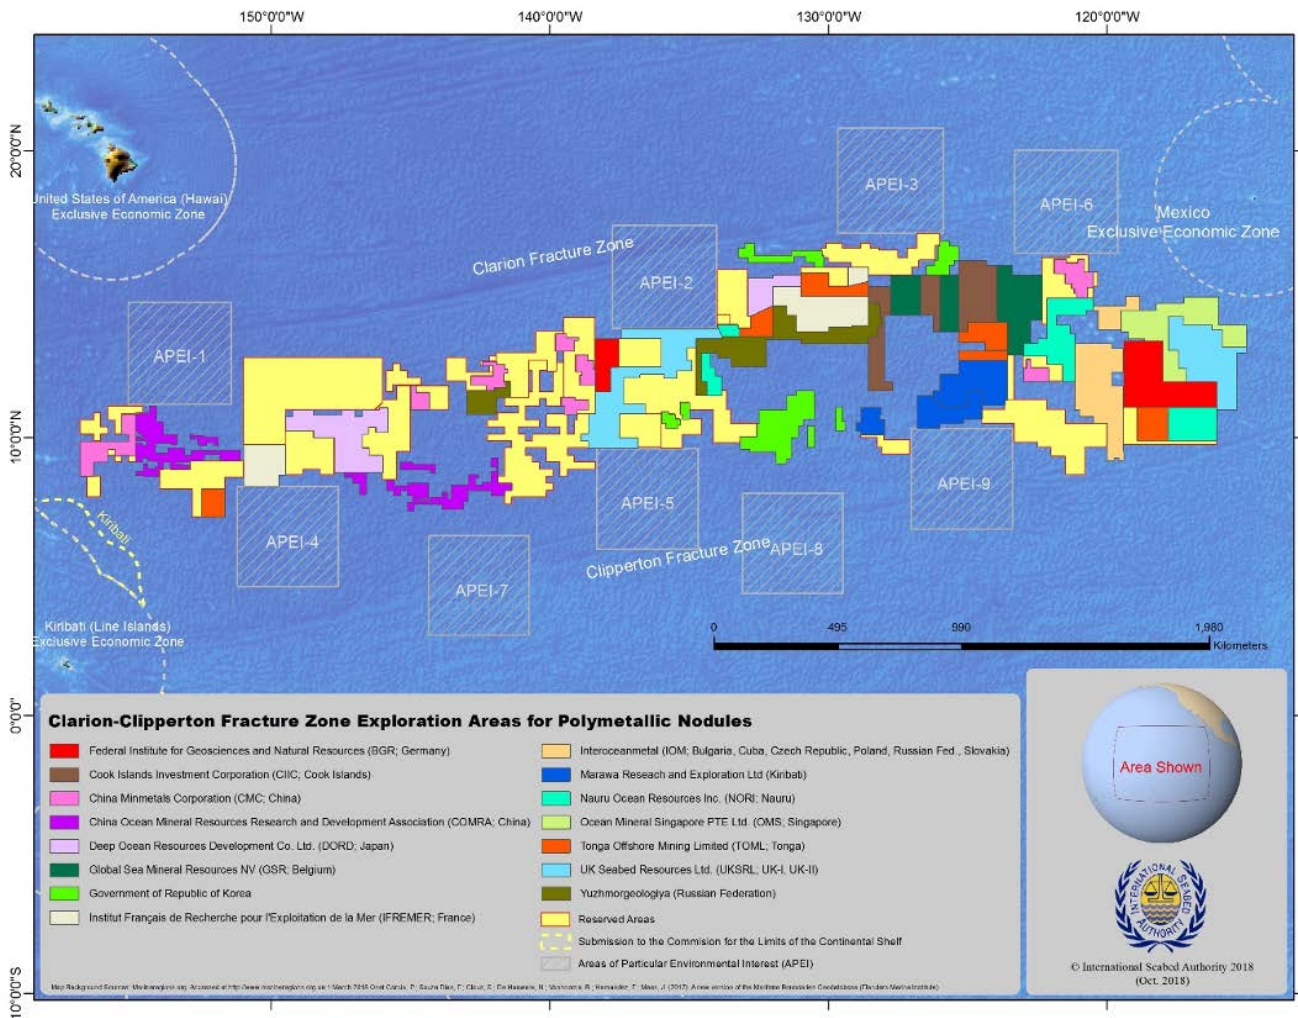 150°0'0"W
140°0'0"W
130°0'0"W
120°0'0"W
20°0'0"N
10°0'0"N
0°0'0"
10°0'0"S
United States of America (Hawai)
Exclusive Economic Zone
APEI-3
APEI-6
Mexico
Exclusive Economic Zone
Clarion Fracture Zone
APEI-2
APEI-1
APEI-9
APEI-5
APEI-4
APEI-8
Clipperton Fracture Zone
APEI-7
Kiribati
Kiribati (Line Islands)
Exclusive Economic Zone
0 495 990 1,980
Kilometers
Clarion-Clipperton Fracture Zone Exploration Areas for Polymetallic Nodules
Federal Institute for Geosciences and Natural Resources (BGR; Germany)
Cook Islands Investment Corporation (CIIC; Cook Islands)
China Minmetals Corporation (CMC; China)
China Ocean Mineral Resources Research and Development Association (COMRA; China)
Deep Ocean Resources Development Co. Ltd. (DORD; Japan)
Global Sea Mineral Resources NV (GSR; Belgium)
Government of Republic of Korea
Institut Français de Recherche pour l'Exploitation de la Mer (IFREMER; France)
Interoceanmetal (IOM; Bulgaria, Cuba, Czech Republic, Poland, Russian Fed., Slovakia)
Marawa Reseach and Exploration Ltd (Kiribati)
Nauru Ocean Resources Inc. (NORI; Nauru)
Ocean Mineral Singapore PTE Ltd. (OMS; Singapore)
Tonga Offshore Mining Limited (TOML; Tonga)
UK Seabed Resources Ltd. (UKSRL; UK-I, UK-II)
Yuzhmorgeologiya (Russian Federation)
Reserved Areas
Submission to the Commision for the Limits of the Continental Shelf
Areas of Particular Environmental Interest (APEI)
Area Shown
INTERNATIONAL SEABED AUTHORITY
© International Seabed Authority 2018
(Oct. 2018)